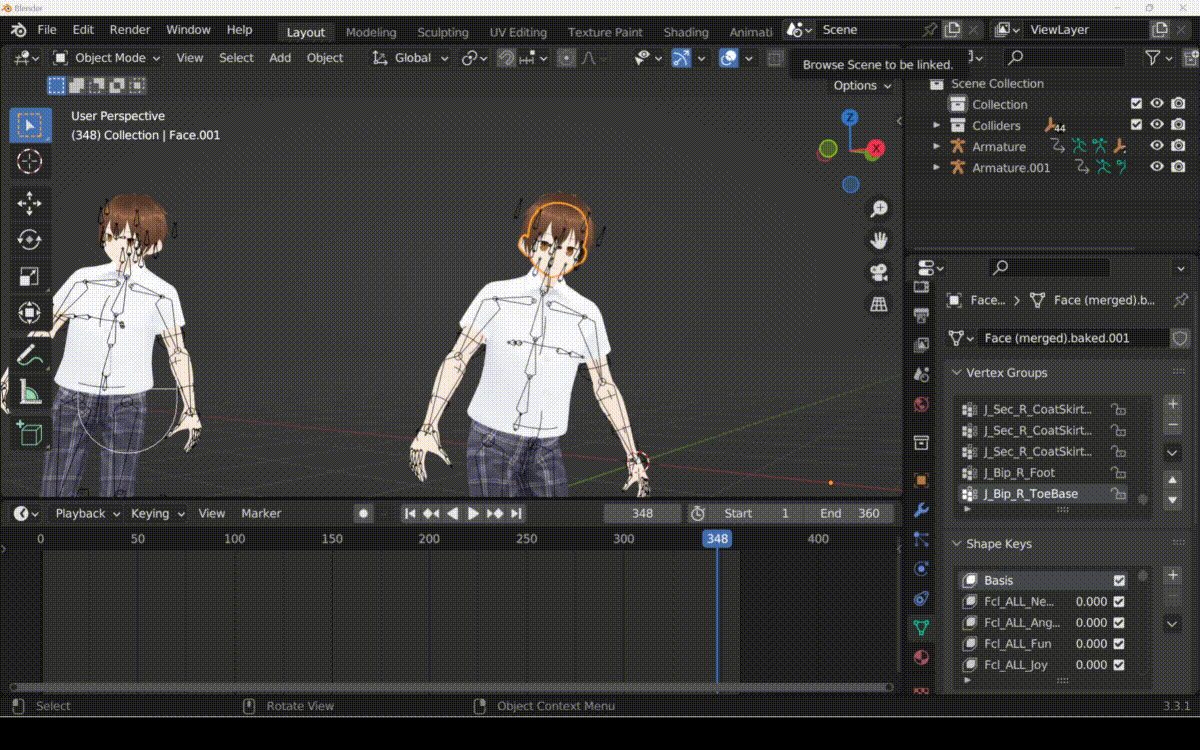 Blender
File Edit Render Window Help Layout Modeling Sculpting UV Editing Texture Paint Shading Animati Scene ViewLayer
Object Mode View Select Add Object Global
Browse Scene to be linked.
Options
User Perspective
(348) Collection | Face.001
Z
X
Scene Collection
Collection
Colliders 44
Armature
Armature.001
Face... > Face (merged).b...
Face (merged).baked.001
Vertex Groups
J_Sec_R_CoatSkirt...
J_Sec_R_CoatSkirt...
J_Sec_R_CoatSkirt...
J_Bip_R_Foot
J_Bip_R_ToeBase
Shape Keys
Basis
Fcl_ALL_Ne... 0.000
Fcl_ALL_Ang... 0.000
Fcl_ALL_Fun 0.000
Fcl_ALL_Joy 0.000
Playback Keying View Marker 348 Start 1 End 360
0 50 100 150 200 250 300 348 400
Select Rotate View Object Context Menu 3.3.1